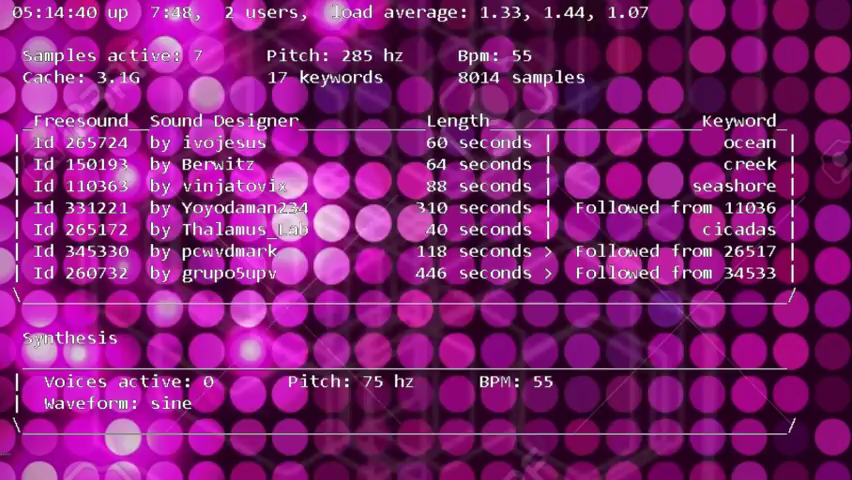 05:14:40 up 7:48, 2 users, load average: 1.33, 1.44, 1.07
Samples active: 7 Pitch: 285 hz Bpm: 55
Cache: 3.1G 17 keywords 8014 samples
_Freesound__Sound Designer____________Length____________________Keyword_
| Id 265724 by ivojesus 60 seconds | ocean |
| Id 150193 by Berwitz 64 seconds | creek |
| Id 110363 by vinjatovix 88 seconds | seashore |
| Id 331221 by Yoyodaman234 310 seconds > Followed from 11036 |
| Id 265172 by Thalamus_Lab 40 seconds | cicadas |
| Id 345330 by pcwvdmark 118 seconds > Followed from 26517 |
| Id 260732 by grupo5upv 446 seconds > Followed from 34533 |
Synthesis
| Voices active: 0 Pitch: 75 hz BPM: 55
| Waveform: sine